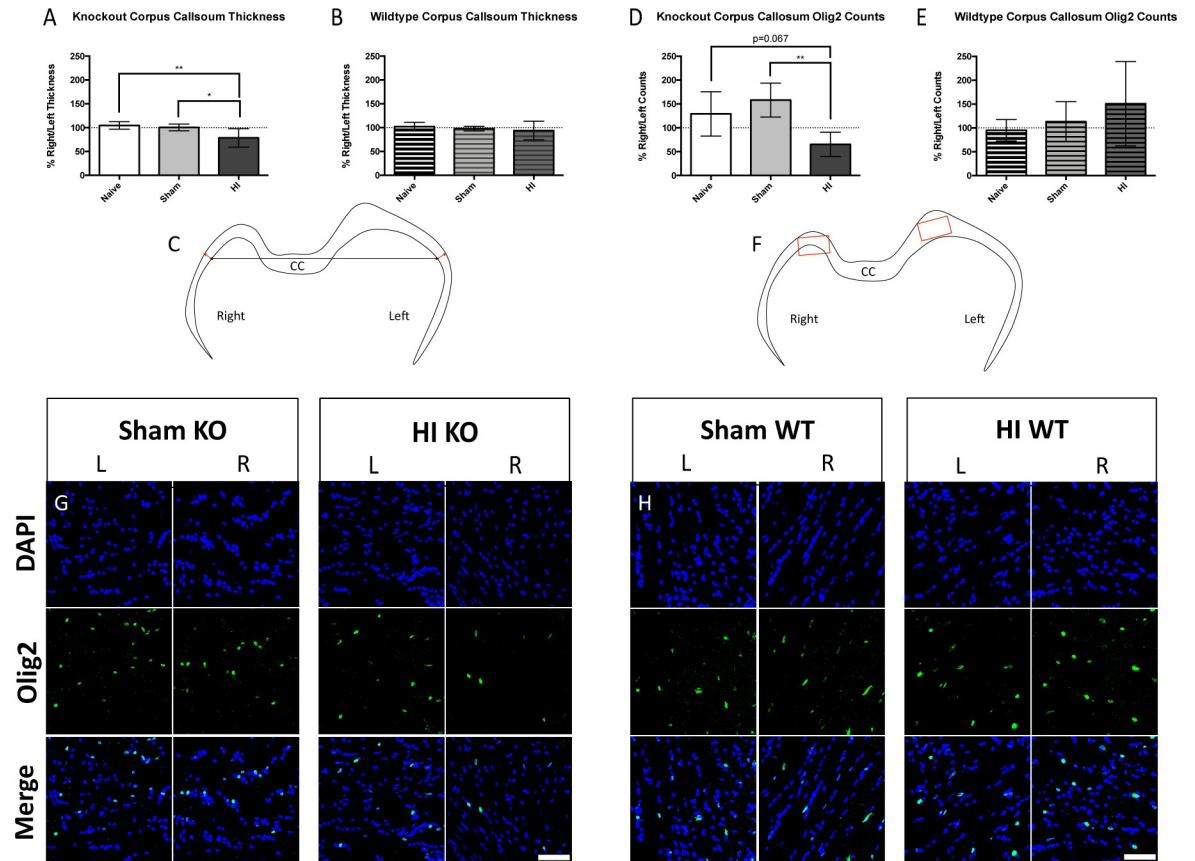 A Knockout Corpus Callsoum Thickness
% Right/Left Thickness
250
200
150
100
50
0
**
*
Naive
Sham
HI
B Wildtype Corpus Callsoum Thickness
% Right/Left Thickness
250
200
150
100
50
0
Naive
Sham
HI
D Knockout Corpus Callosum Olig2 Counts
% Right/Left Counts
250
200
150
100
50
0
p=0.067
**
Naive
Sham
HI
E Wildtype Corpus Callosum Olig2 Counts
% Right/Left Counts
250
200
150
100
50
0
Naive
Sham
HI
C
CC
Right
Left
F
CC
Right
Left
Sham KO
L R
HI KO
L R
Sham WT
L R
HI WT
L R
G
H
DAPI
Olig2
Merge